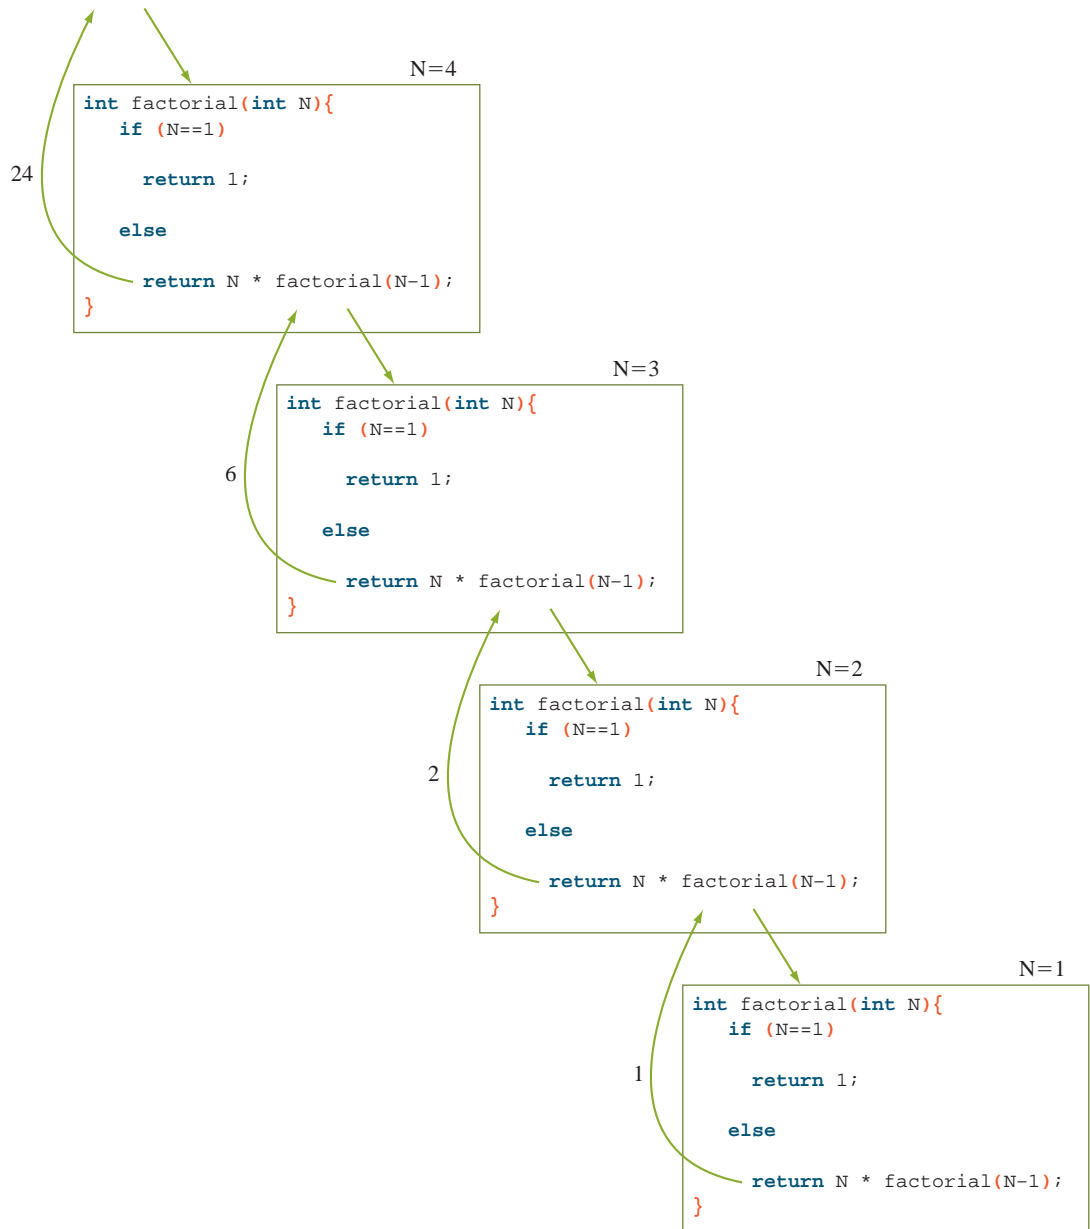 N=4
int factorial(int N){
if (N==1)
return 1;
24
else
return N * factorial(N-1);
}
N=3
int factorial(int N){
if (N==1)
return 1;
6
else
return N * factorial(N-1);
}
N=2
int factorial(int N){
if (N==1)
return 1;
2
else
return N * factorial(N-1);
}
N=1
int factorial(int N){
if (N==1)
return 1;
1
else
return N * factorial(N-1);
}